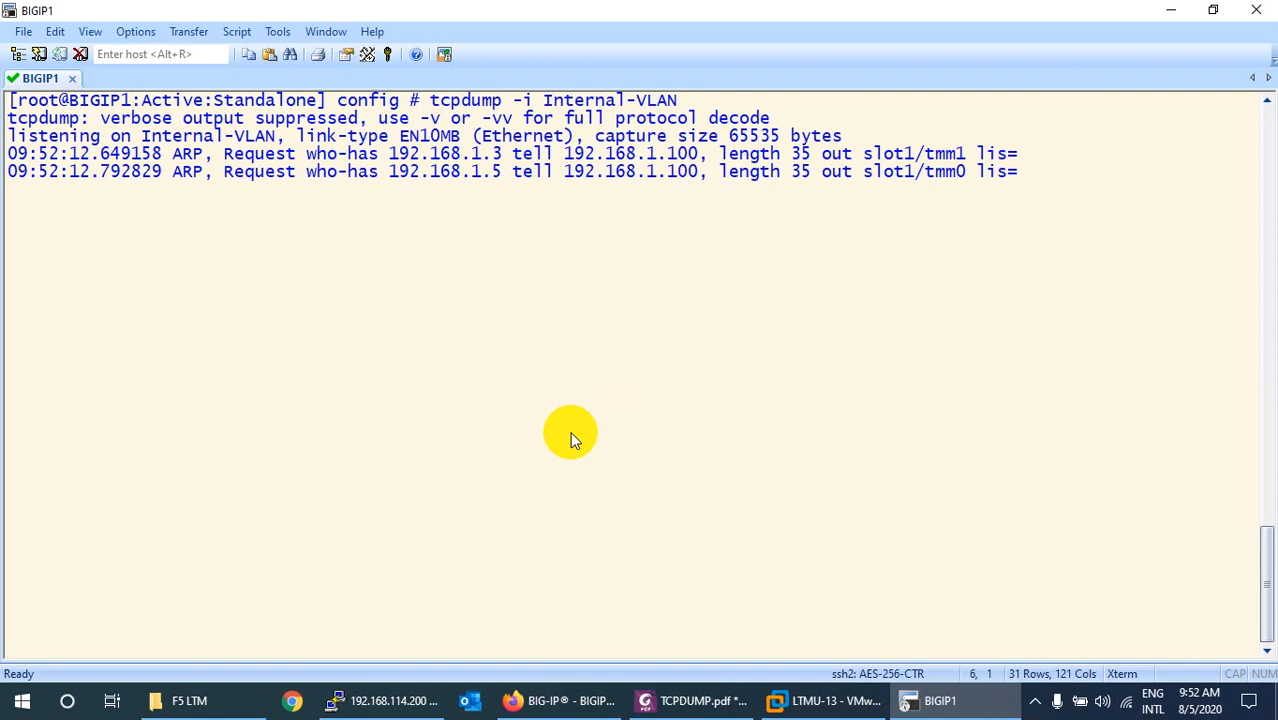 BIGIP1
File Edit View Options Transfer Script Tools Window Help
Enter host <Alt+R>
BIGIP1
[root@BIGIP1:Active:Standalone] config # tcpdump -i Internal-VLAN
tcpdump: verbose output suppressed, use -v or -vv for full protocol decode
listening on Internal-VLAN, link-type EN10MB (Ethernet), capture size 65535 bytes
09:52:12.649158 ARP, Request who-has 192.168.1.3 tell 192.168.1.100, length 35 out slot1/tmm1 lis=
09:52:12.792829 ARP, Request who-has 192.168.1.5 tell 192.168.1.100, length 35 out slot1/tmm0 lis=
Ready ssh2: AES-256-CTR 6, 1 31 Rows, 121 Cols Xterm CAP NUM
F5 LTM 192.168.114.200 ... BIG-IP® - BIGIP... TCPDUMP.pdf *... LTMU-13 - VMw... BIGIP1 ENG 9:52 AM
INTL 8/5/2020